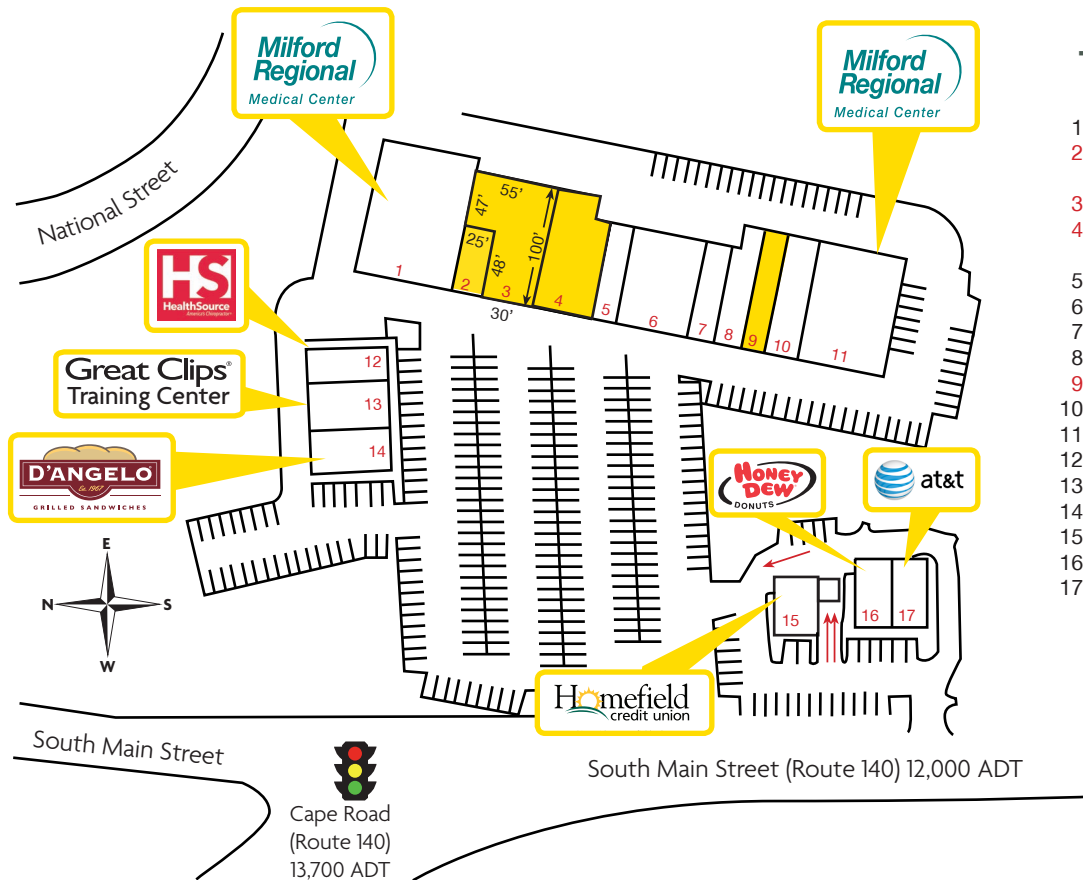 Milford
Regional
Medical Center
Milford
Regional
Medical Center
National Street
HS
HealthSource
America's Chiropractor
Great Clips®
Training Center
D'ANGELO
Est. 1967
GRILLED SANDWICHES
E
N
S
W
1
2
3
4
5
6
7
8
9
10
11
47'
55'
25'
48'
100'
30'
12
13
14
HONEY
DEW
DONUTS
at&t
15
16
17
Homefield
credit union
South Main Street
South Main Street (Route 140) 12,000 ADT
Cape Road
(Route 140)
13,700 ADT
1
2
3
4
5
6
7
8
9
10
11
12
13
14
15
16
17